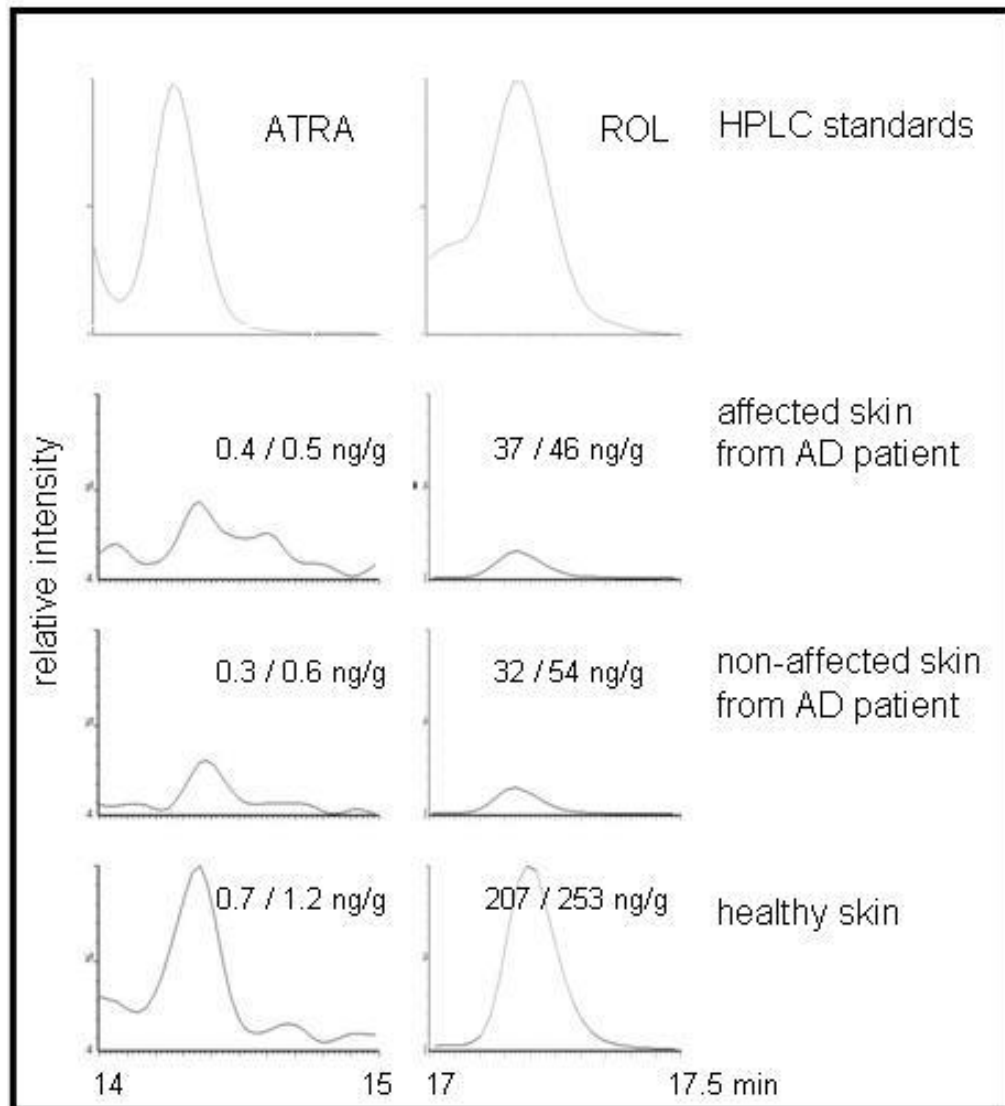 ATRA
ROL
HPLC standards
relative intensity
0.4 / 0.5 ng/g
37 / 46 ng/g
affected skin
from AD patient
0.3 / 0.6 ng/g
32 / 54 ng/g
non-affected skin
from AD patient
0.7 / 1.2 ng/g
207 / 253 ng/g
healthy skin
14
15
17
17.5 min